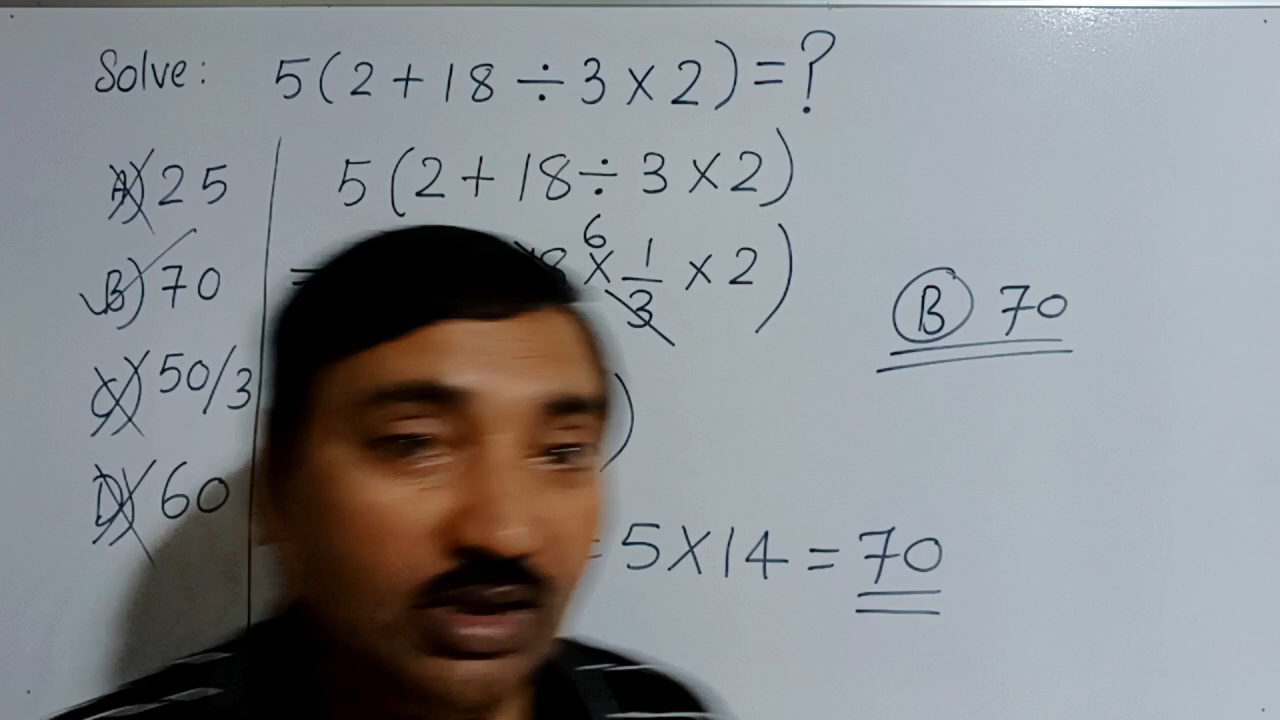 Solve: 5(2+18÷3×2)=?
A) 25
B) 70
C) 50/3
D) 60
5(2+18÷3×2)
= 8 6 × 1/3 × 2)
)
= 5×14 = 70
B 70